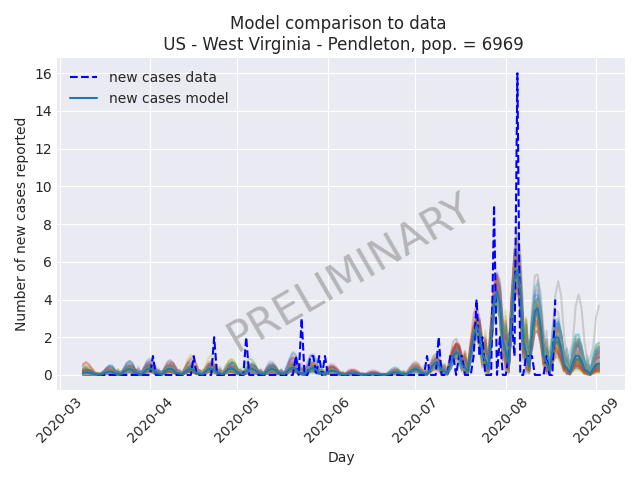 Model comparison to data
US - West Virginia - Pendleton, pop. = 6969
new cases data
new cases model
16
14
12
10
8
6
4
2
0
Number of new cases reported
PRELIMINARY
2020-03
2020-04
2020-05
2020-06
2020-07
2020-08
2020-09
Day